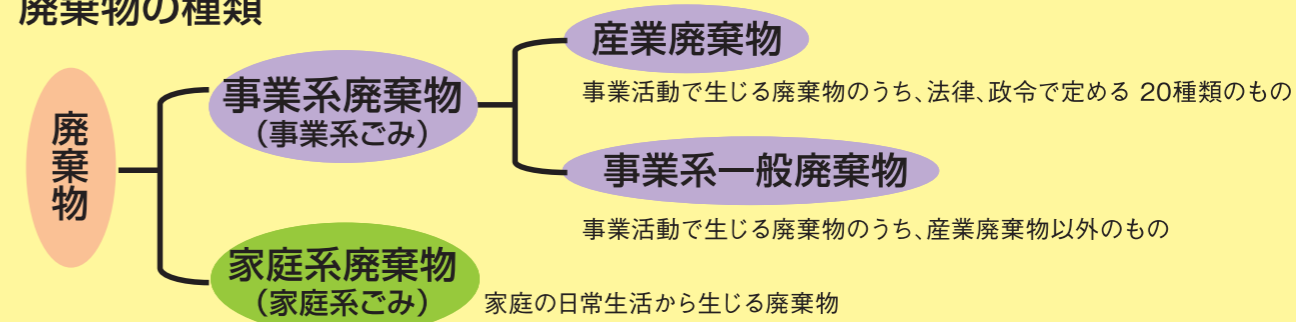 廃棄物の種類
廃棄物
事業系廃棄物
（事業系ごみ）
産業廃棄物
事業活動で生じる廃棄物のうち、法律、政令で定める 20種類のもの
事業系一般廃棄物
事業活動で生じる廃棄物のうち、産業廃棄物以外のもの
家庭系廃棄物
（家庭系ごみ）
家庭の日常生活から生じる廃棄物